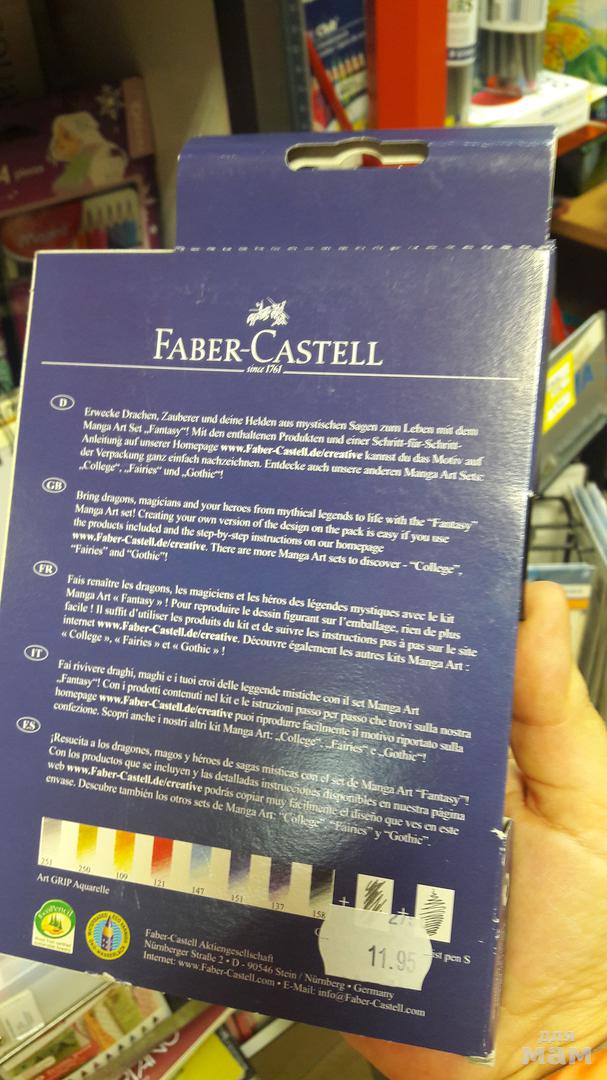 FABER-CASTELL
since 1761
D
Erwecke Drachen, Zauberer und deine Helden aus mystischen Sagen zum Leben mit dem
Manga Art Set „Fantasy“! Mit den enthaltenen Produkten und einer Schritt-für-Schritt-
Anleitung auf unserer Homepage www.Faber-Castell.de/creative kannst du das Motiv auf
der Verpackung ganz einfach nachzeichnen. Entdecke auch unsere anderen Manga Art Sets:
„College“, „Fairies“ und „Gothic“!
GB
Bring dragons, magicians and your heroes from mythical legends to life with the "Fantasy"
Manga Art set! Creating your own version of the design on the pack is easy if you use
the products included and the step-by-step instructions on our homepage
www.Faber-Castell.de/creative. There are more Manga Art sets to discover - "College",
"Fairies" and "Gothic"!
FR
Fais renaître les dragons, les magiciens et les héros des légendes mystiques avec le kit
Manga Art « Fantasy » ! Pour reproduire le dessin figurant sur l'emballage, rien de plus
facile ! Il suffit d'utiliser les produits du kit et de suivre les instructions pas à pas sur le site
internet www.Faber-Castell.de/creative. Découvre également les autres kits Manga Art :
« College », « Fairies » et « Gothic » !
IT
Fai rivivere draghi, maghi e i tuoi eroi delle leggende mistiche con il set Manga Art
„Fantasy“! Con i prodotti contenuti nel kit e le istruzioni passo per passo che trovi sulla nostra
homepage www.Faber-Castell.de/creative puoi riprodurre facilmente il motivo riportato sulla
confezione. Scopri anche i nostri altri kit Manga Art: „College“, „Fairies“ e „Gothic“!
ES
¡Resucita a los dragones, magos y héroes de sagas místicas con el set de Manga Art "Fantasy"!
Con los productos que se incluyen y las detalladas instrucciones disponibles en nuestra página
web www.Faber-Castell.de/creative podrás copiar muy fácilmente el diseño que ves en este
envase. Descubre también los otros sets de Manga Art: "College", "Fairies" y "Gothic".
251 250 109 121 147 151 137 158 + +
Art GRIP Aquarelle
ist pen S
EcoPencil
11.95
Faber-Castell Aktiengesellschaft
Nürnberger Straße 2 • D - 90546 Stein / Nürnberg • Germany
Internet: www.Faber-Castell.com • E-Mail: info@Faber-Castell.com
для
мам